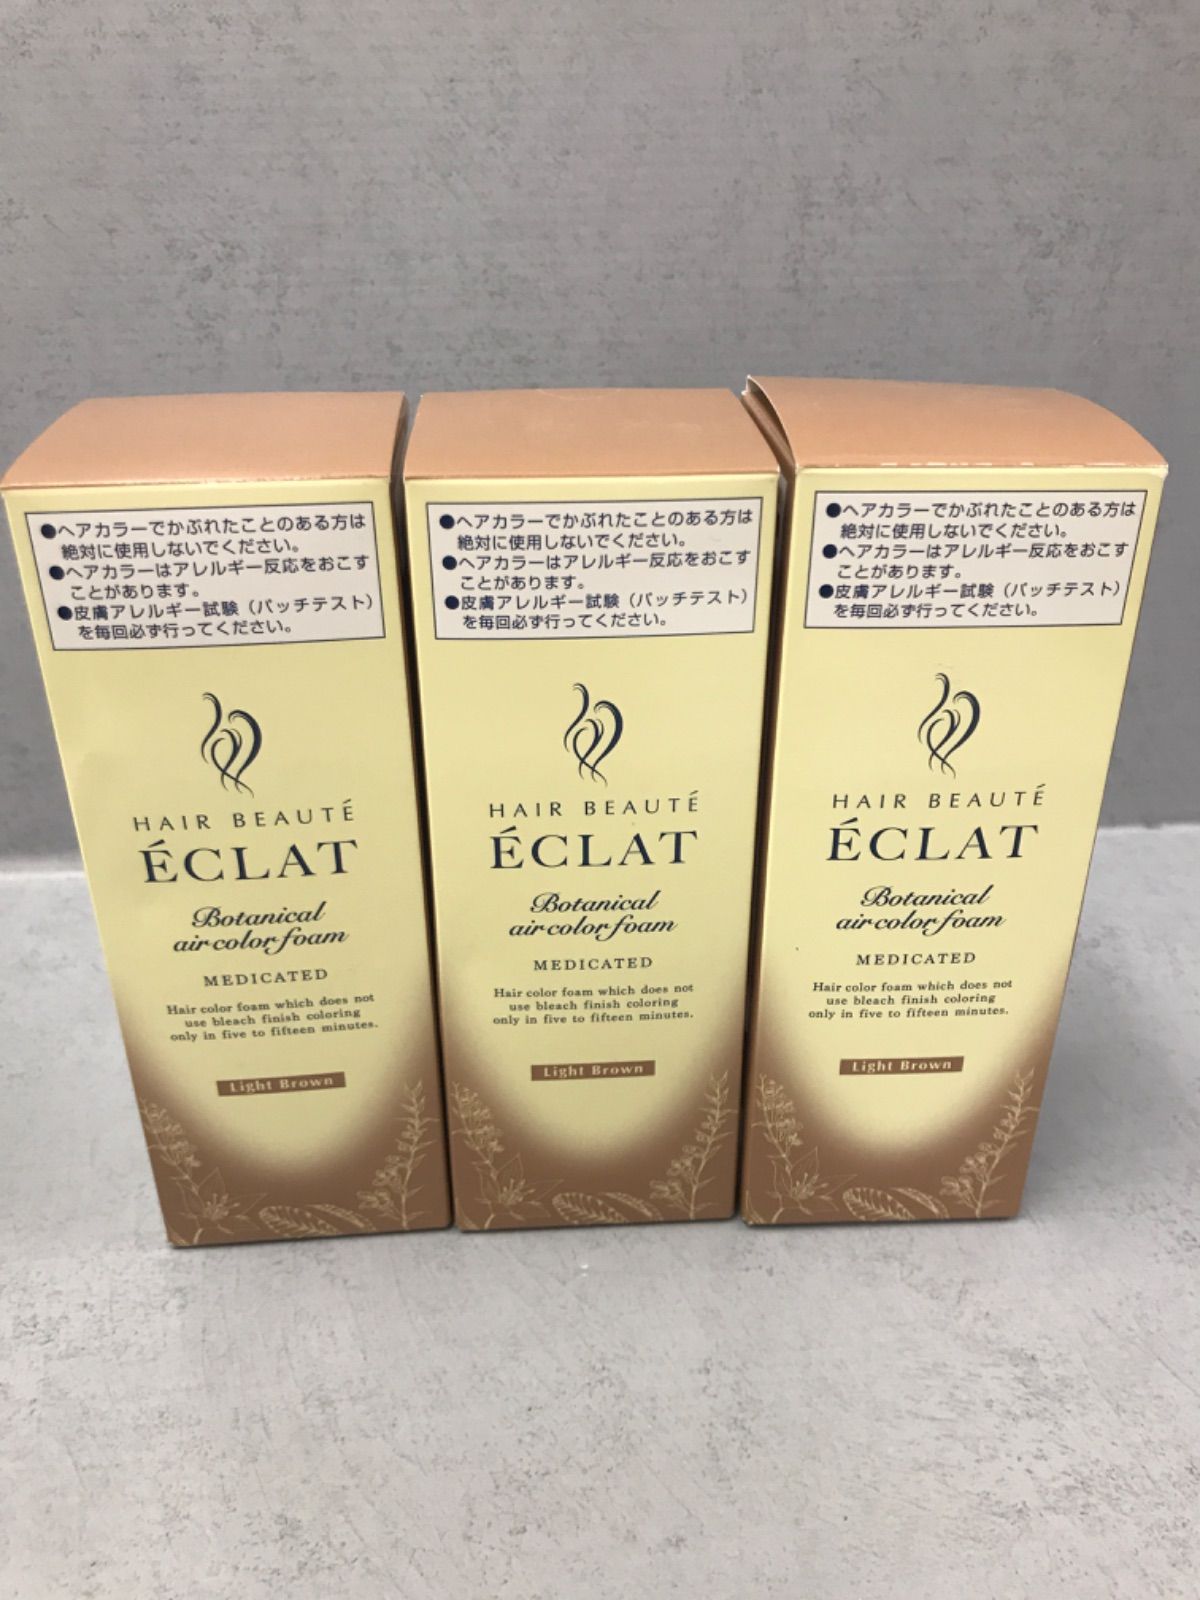 ●ヘアカラーでかぶれたことのある方は
絶対に使用しないでください。
●ヘアカラーはアレルギー反応をおこす
ことがあります。
●皮膚アレルギー試験（パッチテスト）
を毎回必ず行ってください。
HAIR BEAUTÉ
ÉCLAT
Botanical
air color foam
MEDICATED
Hair color foam which does not
use bleach finish coloring
only in five to fifteen minutes.
Light Brown
●ヘアカラーでかぶれたことのある方は
絶対に使用しないでください。
●ヘアカラーはアレルギー反応をおこす
ことがあります。
●皮膚アレルギー試験（パッチテスト）
を毎回必ず行ってください。
HAIR BEAUTÉ
ÉCLAT
Botanical
air color foam
MEDICATED
Hair color foam which does not
use bleach finish coloring
only in five to fifteen minutes.
Light Brown
●ヘアカラーでかぶれたことのある方は
絶対に使用しないでください。
●ヘアカラーはアレルギー反応をおこす
ことがあります。
●皮膚アレルギー試験（パッチテスト）
を毎回必ず行ってください。
HAIR BEAUTÉ
ÉCLAT
Botanical
air color foam
MEDICATED
Hair color foam which does not
use bleach finish coloring
only in five to fifteen minutes.
Light Brown